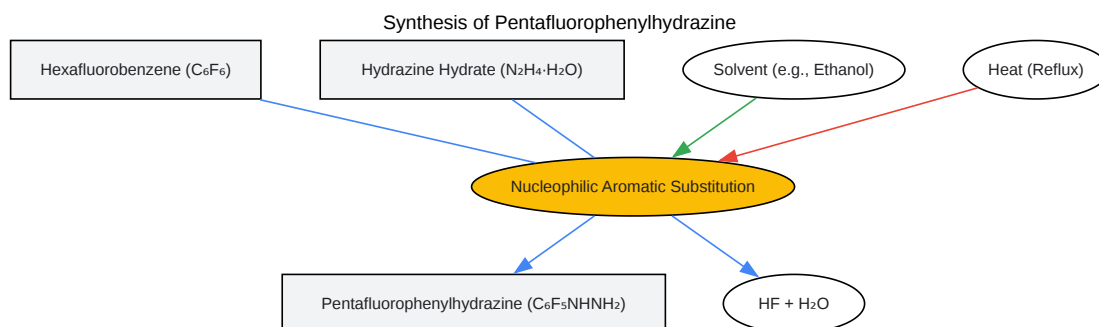 Synthesis of Pentafluorophenylhydrazine
Hexafluorobenzene (C₆F₆)
Hydrazine Hydrate (N₂H₄·H₂O)
Solvent (e.g., Ethanol)
Heat (Reflux)
Nucleophilic Aromatic Substitution
Pentafluorophenylhydrazine (C₆F₅NHNH₂)
HF + H₂O